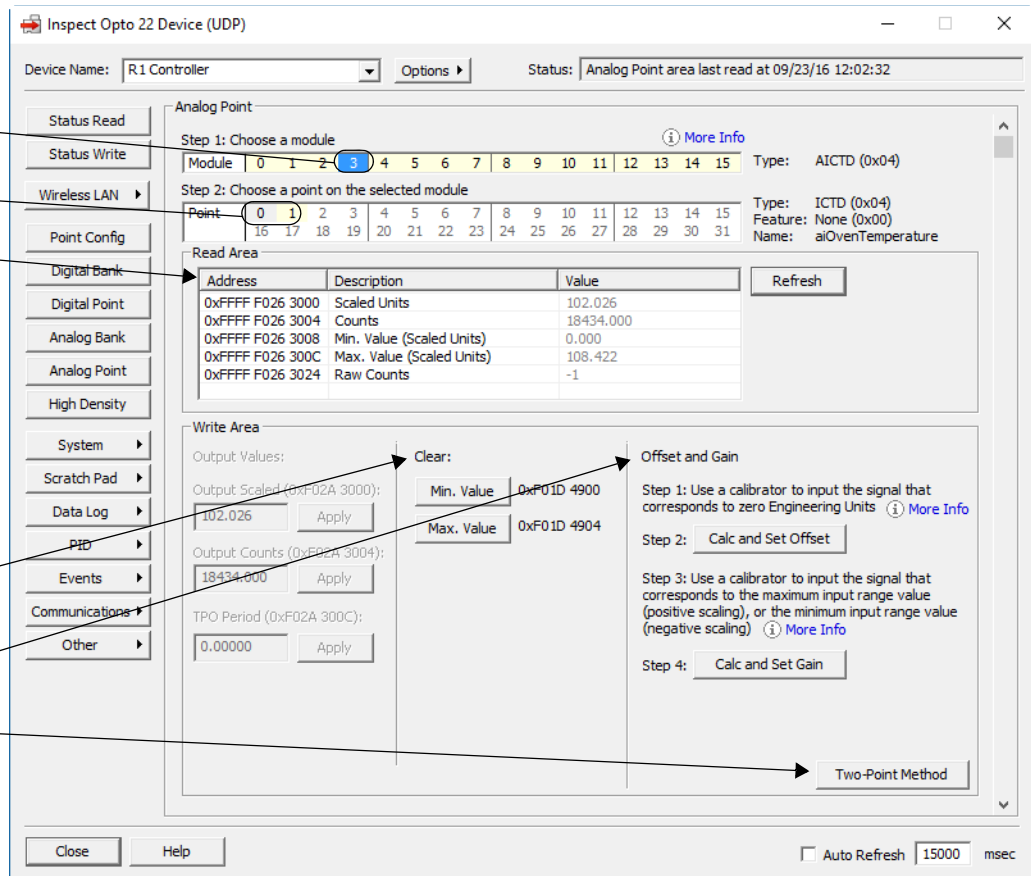 Inspect Opto 22 Device (UDP)
Device Name: R1 Controller Options Status: Analog Point area last read at 09/23/16 12:02:32
Status Read
Status Write
Wireless LAN
Point Config
Digital Bank
Digital Point
Analog Bank
Analog Point
High Density
System
Scratch Pad
Data Log
PID
Events
Communications
Other
Analog Point
Step 1: Choose a module More Info
Module 0 1 2 3 4 5 6 7 8 9 10 11 12 13 14 15 Type: AICTD (0x04)
Step 2: Choose a point on the selected module
Point 0 1 2 3 4 5 6 7 8 9 10 11 12 13 14 15
16 17 18 19 20 21 22 23 24 25 26 27 28 29 30 31
Type: ICTD (0x04)
Feature: None (0x00)
Name: aiOvenTemperature
Read Area
Address Description Value
0xFFFF F026 3000 Scaled Units 102.026
0xFFFF F026 3004 Counts 18434.000
0xFFFF F026 3008 Min. Value (Scaled Units) 0.000
0xFFFF F026 300C Max. Value (Scaled Units) 108.422
0xFFFF F026 3024 Raw Counts -1
Refresh
Write Area
Output Values:
Output Scaled (0xF02A 3000):
102.026 Apply
Output Counts (0xF02A 3004):
18434.000 Apply
TPO Period (0xF02A 300C):
0.00000 Apply
Clear:
Min. Value 0xF01D 4900
Max. Value 0xF01D 4904
Offset and Gain
Step 1: Use a calibrator to input the signal that
corresponds to zero Engineering Units More Info
Step 2: Calc and Set Offset
Step 3: Use a calibrator to input the signal that
corresponds to the maximum input range value
(positive scaling), or the minimum input range value
(negative scaling) More Info
Step 4: Calc and Set Gain
Two-Point Method
Close Help Auto Refresh 15000 msec